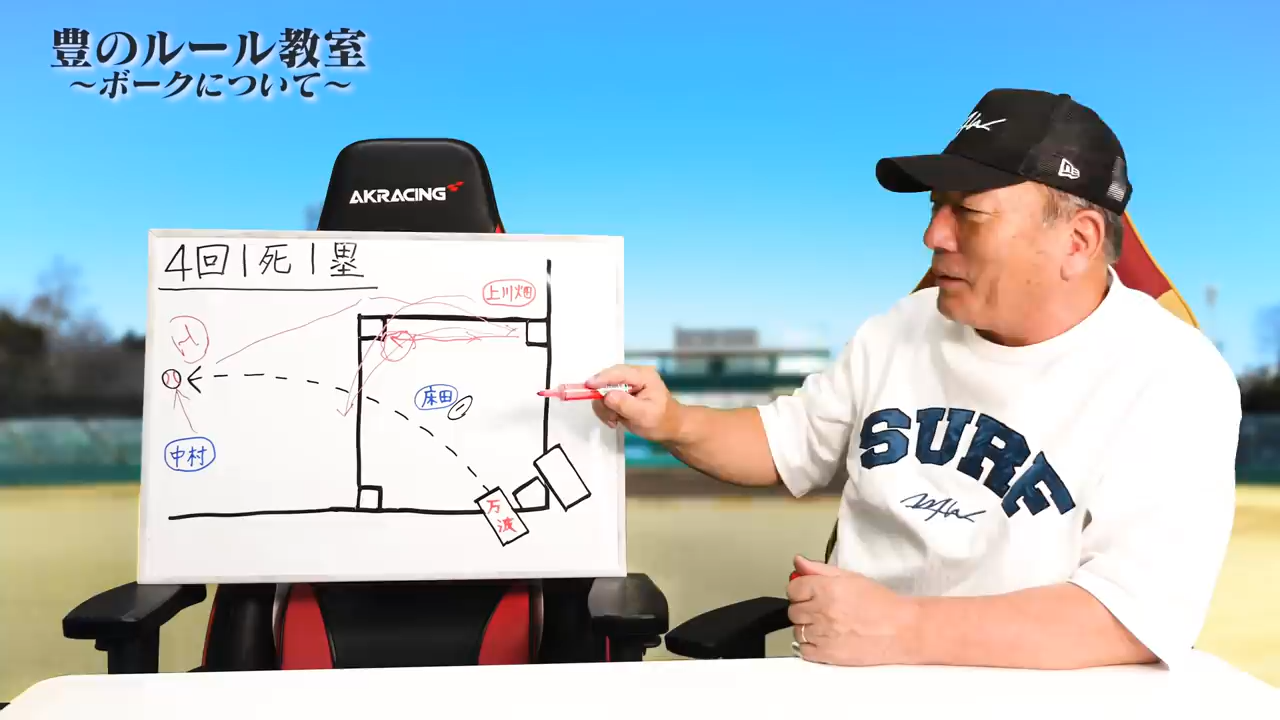 豊のルール教室
～ボークについて～
AKRACING
4回1死1塁
上川畑
床田
中村
万波
SURF